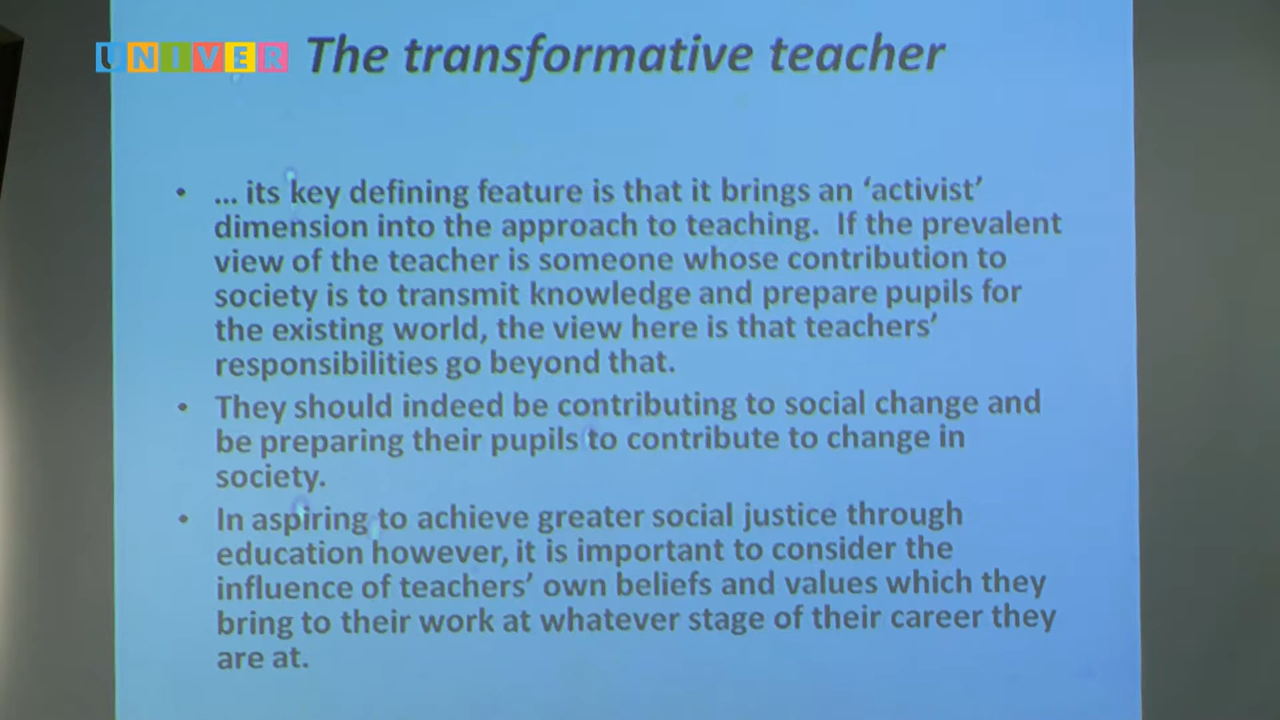 UNIVER
The transformative teacher
• ... its key defining feature is that it brings an ‘activist’
dimension into the approach to teaching. If the prevalent
view of the teacher is someone whose contribution to
society is to transmit knowledge and prepare pupils for
the existing world, the view here is that teachers’
responsibilities go beyond that.
• They should indeed be contributing to social change and
be preparing their pupils to contribute to change in
society.
• In aspiring to achieve greater social justice through
education however, it is important to consider the
influence of teachers’ own beliefs and values which they
bring to their work at whatever stage of their career they
are at.